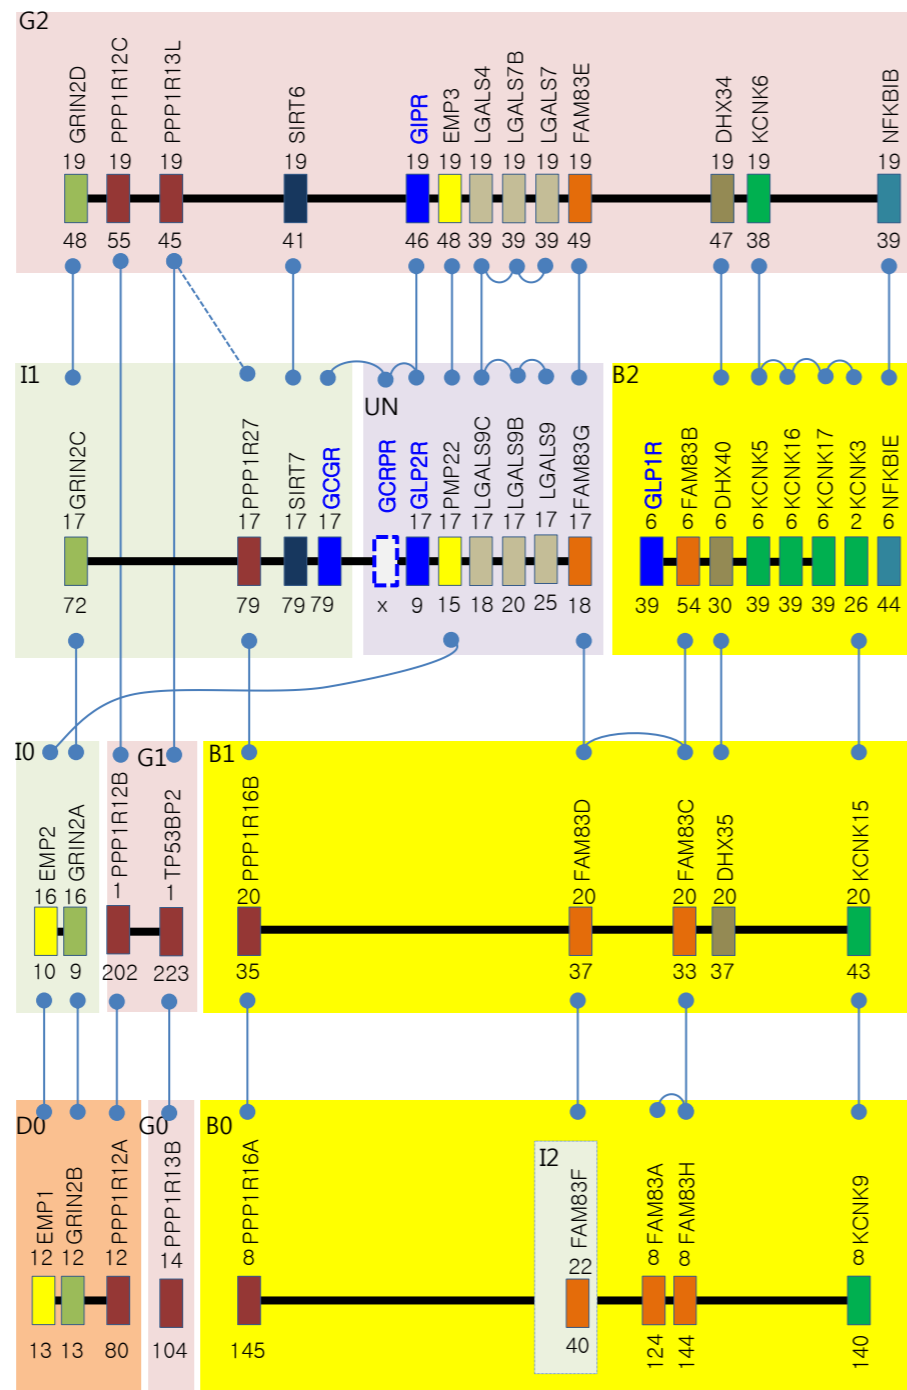 G2
GRIN2D PPP1R12C PPP1R13L SIRT6 GIPR EMP3 LGALS4 LGALS7B LGALS7 FAM83E DHX34 KCNK6 NFKBIB
19 19 19 19 19 19 19 19 19 19 19 19 19
48 55 45 41 46 48 39 39 39 49 47 38 39
I1 UN B2
GRIN2C PPP1R27 SIRT7 GCGR GCRPR GLP2R PMP22 LGALS9C LGALS9B LGALS9 FAM83G GLP1R FAM83B DHX40 KCNK5 KCNK16 KCNK17 KCNK3 NFKBIE
17 17 17 17 17 17 17 17 17 17 6 6 6 6 6 6 2 6
72 79 79 79 x 9 15 18 20 25 18 39 54 30 39 39 39 26 44
I0 G1 B1
EMP2 GRIN2A PPP1R12B TP53BP2 PPP1R16B FAM83D FAM83C DHX35 KCNK15
16 16 1 1 20 20 20 20 20
10 9 202 223 35 37 33 37 43
D0 G0 B0 I2
EMP1 GRIN2B PPP1R12A PPP1R13B PPP1R16A FAM83F FAM83A FAM83H KCNK9
12 12 12 14 8 22 8 8 8
13 13 80 104 145 40 124 144 140